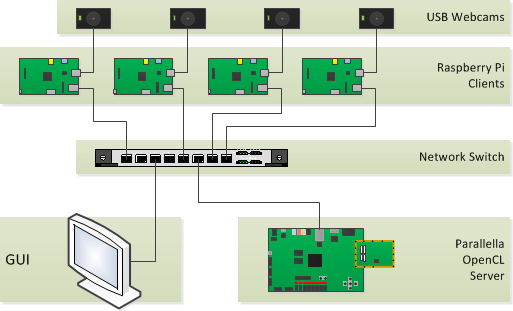 USB Webcams
Raspberry Pi
Clients
Network Switch
GUI
Parallella
OpenCL
Server